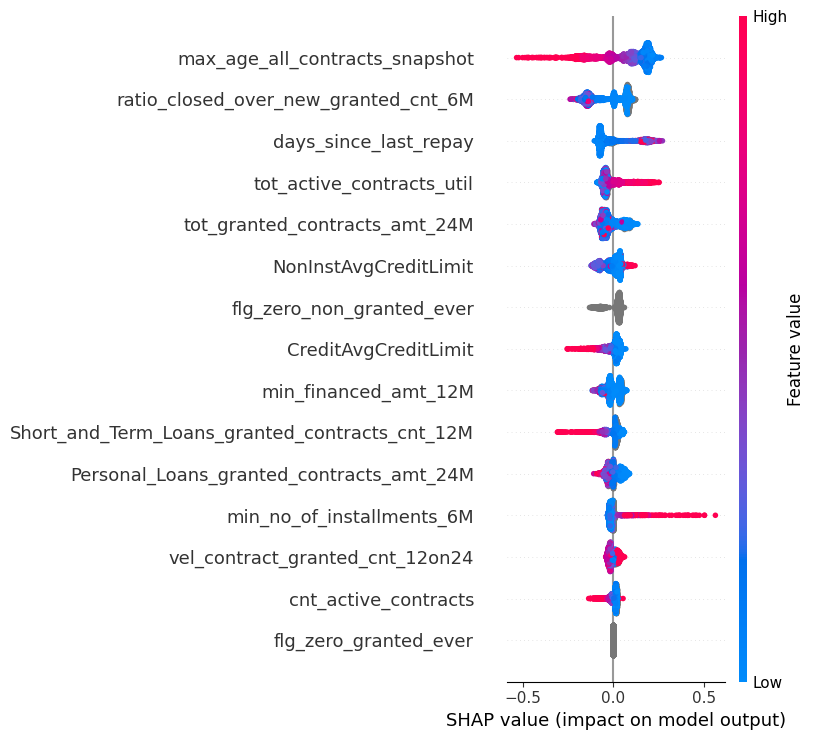 High
max_age_all_contracts_snapshot
ratio_closed_over_new_granted_cnt_6M
days_since_last_repay
tot_active_contracts_util
tot_granted_contracts_amt_24M
NonInstAvgCreditLimit
flg_zero_non_granted_ever
CreditAvgCreditLimit
min_financed_amt_12M
Short_and_Term_Loans_granted_contracts_cnt_12M
Personal_Loans_granted_contracts_amt_24M
min_no_of_installments_6M
vel_contract_granted_cnt_12on24
cnt_active_contracts
flg_zero_granted_ever
Feature value
Low
−0.5 0.0 0.5
SHAP value (impact on model output)